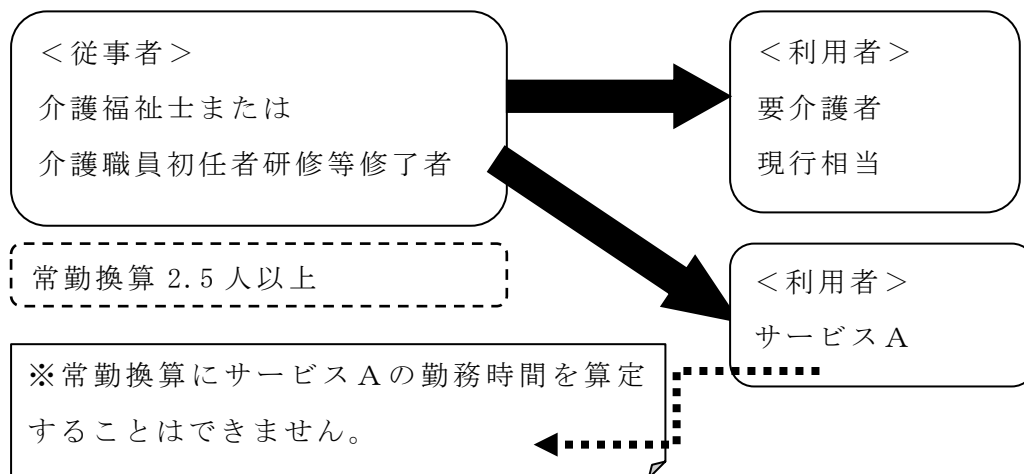 ＜従事者＞
介護福祉士または
介護職員初任者研修等修了者
常勤換算 2.5 人以上
＜利用者＞
要介護者
現行相当
＜利用者＞
サービスＡ
※常勤換算にサービスＡの勤務時間を算定
することはできません。